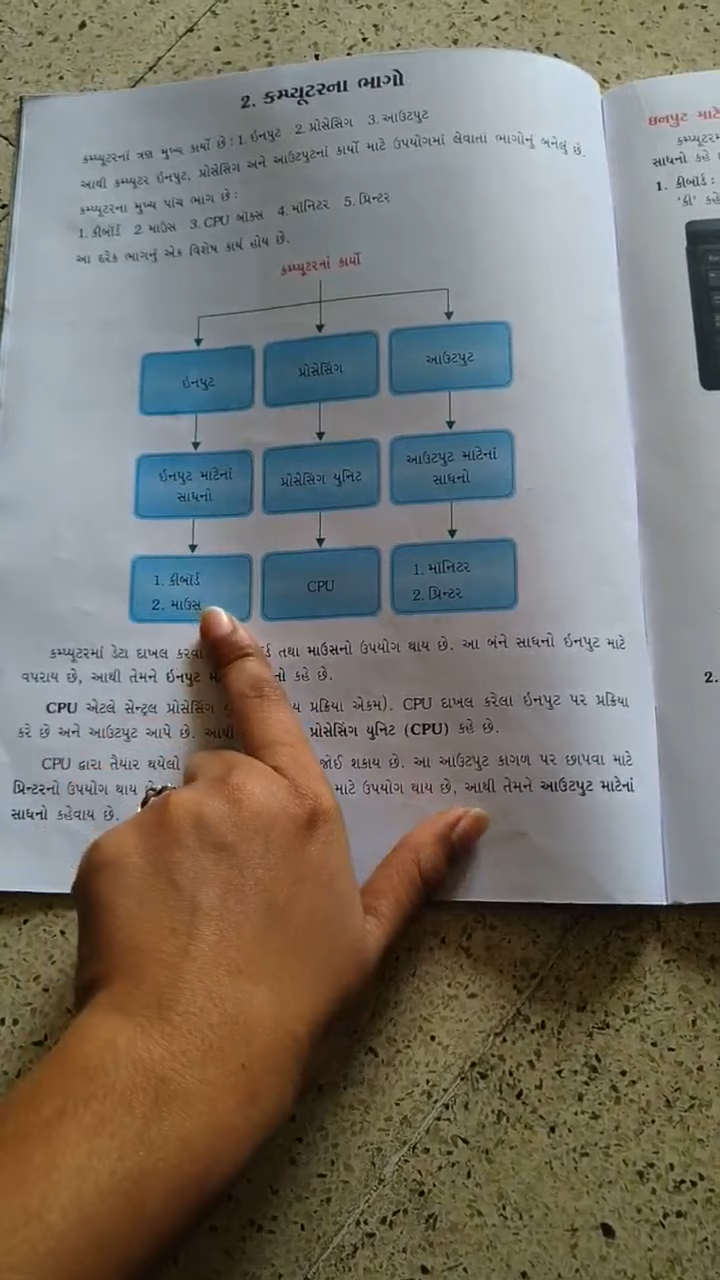 2. કમ્પ્યૂટરના ભાગો
કમ્પ્યૂટરનાં ત્રણ મુખ્ય કાર્યો છે : 1. ઇનપુટ 2. પ્રોસેસિંગ 3. આઉટપુટ
આથી કમ્પ્યૂટર ઇનપુટ, પ્રોસેસિંગ અને આઉટપુટનાં કાર્યો માટે ઉપયોગમાં લેવાતા ભાગોનું બનેલું છે.
કમ્પ્યૂટરના મુખ્ય પાંચ ભાગ છે :
1. કીબૉર્ડ 2. માઉસ 3. CPU બૉક્સ 4. મૉનિટર 5. પ્રિન્ટર
આ દરેક ભાગનું એક વિશેષ કાર્ય હોય છે.
કમ્પ્યૂટરનાં કાર્યો
ઇનપુટ
પ્રોસેસિંગ
આઉટપુટ
ઇનપુટ માટેનાં
સાધનો
પ્રોસેસિંગ યુનિટ
આઉટપુટ માટેનાં
સાધનો
1. કીબૉર્ડ
2. માઉસ
CPU
1. મૉનિટર
2. પ્રિન્ટર
કમ્પ્યૂટરમાં ડેટા દાખલ કરવા તથા માઉસનો ઉપયોગ થાય છે. આ બંને સાધનો ઇનપુટ માટે
વપરાય છે, આથી તેમને ઇનપુટ કહે છે.
CPU એટલે સેન્ટ્રલ પ્રોસેસિંગ પ્રક્રિયા એકમ). CPU દાખલ કરેલા ઇનપુટ પર પ્રક્રિયા
કરે છે અને આઉટપુટ આપે છે. આથી પ્રોસેસિંગ યુનિટ (CPU) કહે છે.
CPU દ્વારા તૈયાર થયેલો જોઈ શકાય છે. આ આઉટપુટ કાગળ પર છાપવા માટે
પ્રિન્ટરનો ઉપયોગ થાય માટે ઉપયોગ થાય છે, આથી તેમને આઉટપુટ માટેનાં
સાધનો કહેવાય છે.
ઇનપુટ માટે
સાધનો કહે
1. કીબૉર્ડ :
'કી' કહે
2.